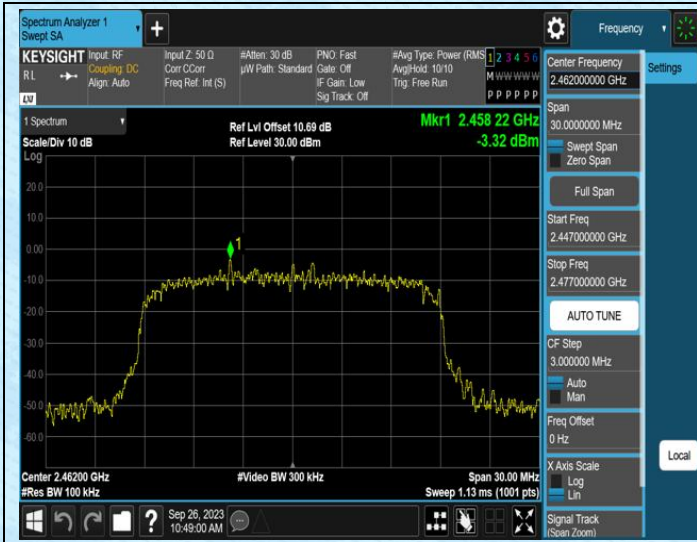 Spectrum Analyzer 1
Swept SA
Frequency
KEYSIGHT
RL
LXI
Input: RF
Coupling: DC
Align: Auto
Input Z: 50 Ω
Corr CCorr
Freq Ref: Int (S)
#Atten: 30 dB
µW Path: Standard
PNO: Fast
Gate: Off
IF Gain: Low
Sig Track: Off
#Avg Type: Power (RMS
Avg|Hold: 10/10
Trig: Free Run
1 2 3 4 5 6
M W W W W W
P P P P P P
1 Spectrum
Scale/Div 10 dB
Log
Ref Lvl Offset 10.69 dB
Ref Level 30.00 dBm
Mkr1 2.458 22 GHz
-3.32 dBm
20.0
10.0
0.00
-10.0
-20.0
-30.0
-40.0
-50.0
-60.0
1
Center 2.46200 GHz
#Res BW 100 kHz
#Video BW 300 kHz
Span 30.00 MHz
Sweep 1.13 ms (1001 pts)
Sep 26, 2023
10:49:00 AM
Center Frequency
2.462000000 GHz
Span
30.0000000 MHz
Swept Span
Zero Span
Full Span
Start Freq
2.447000000 GHz
Stop Freq
2.477000000 GHz
AUTO TUNE
CF Step
3.000000 MHz
Auto
Man
Freq Offset
0 Hz
X Axis Scale
Log
Lin
Signal Track
(Span Zoom)
Settings
Local